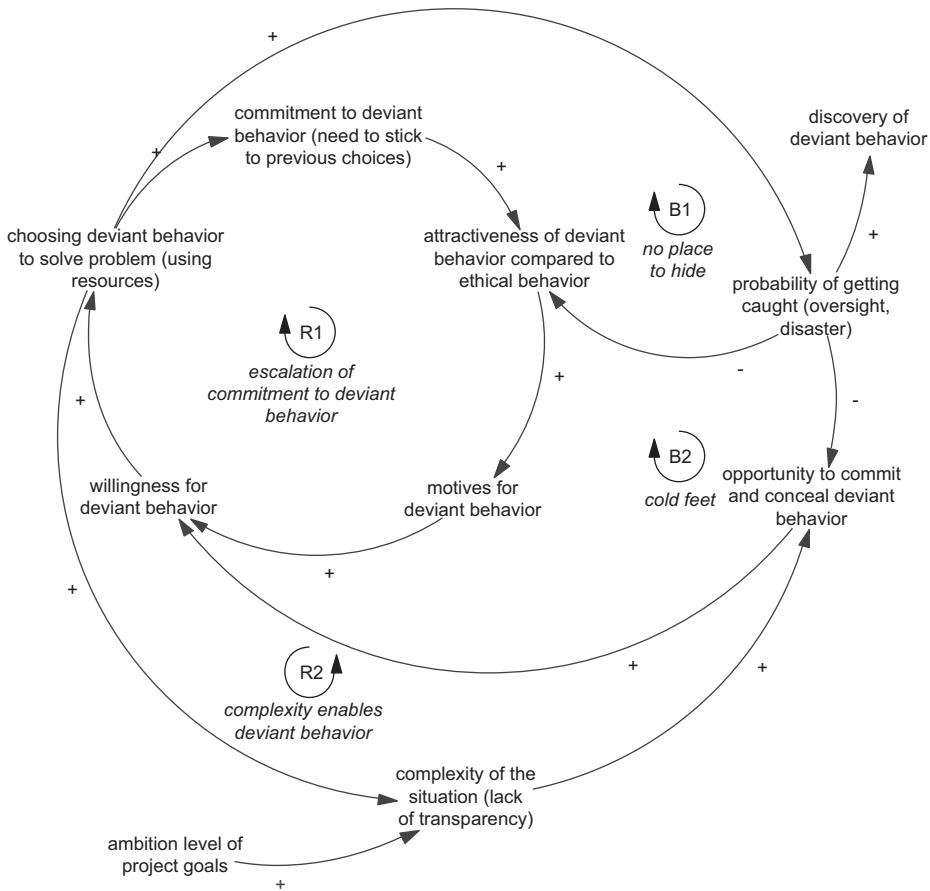 +
commitment to deviant
behavior (need to stick
to previous choices)
+
+
discovery of
deviant behavior
+
choosing deviant behavior
to solve problem (using
resources)
attractiveness of deviant
behavior compared to
ethical behavior
B1
no place
to hide
probability of getting
caught (oversight,
disaster)
R1
escalation of
commitment to deviant
behavior
+
-
-
+
B2
cold feet
willingness for
deviant behavior
motives for
deviant behavior
opportunity to commit
and conceal deviant
behavior
+
+
R2
complexity enables
deviant behavior
+
+
complexity of the
situation (lack
of transparency)
ambition level of
project goals
+